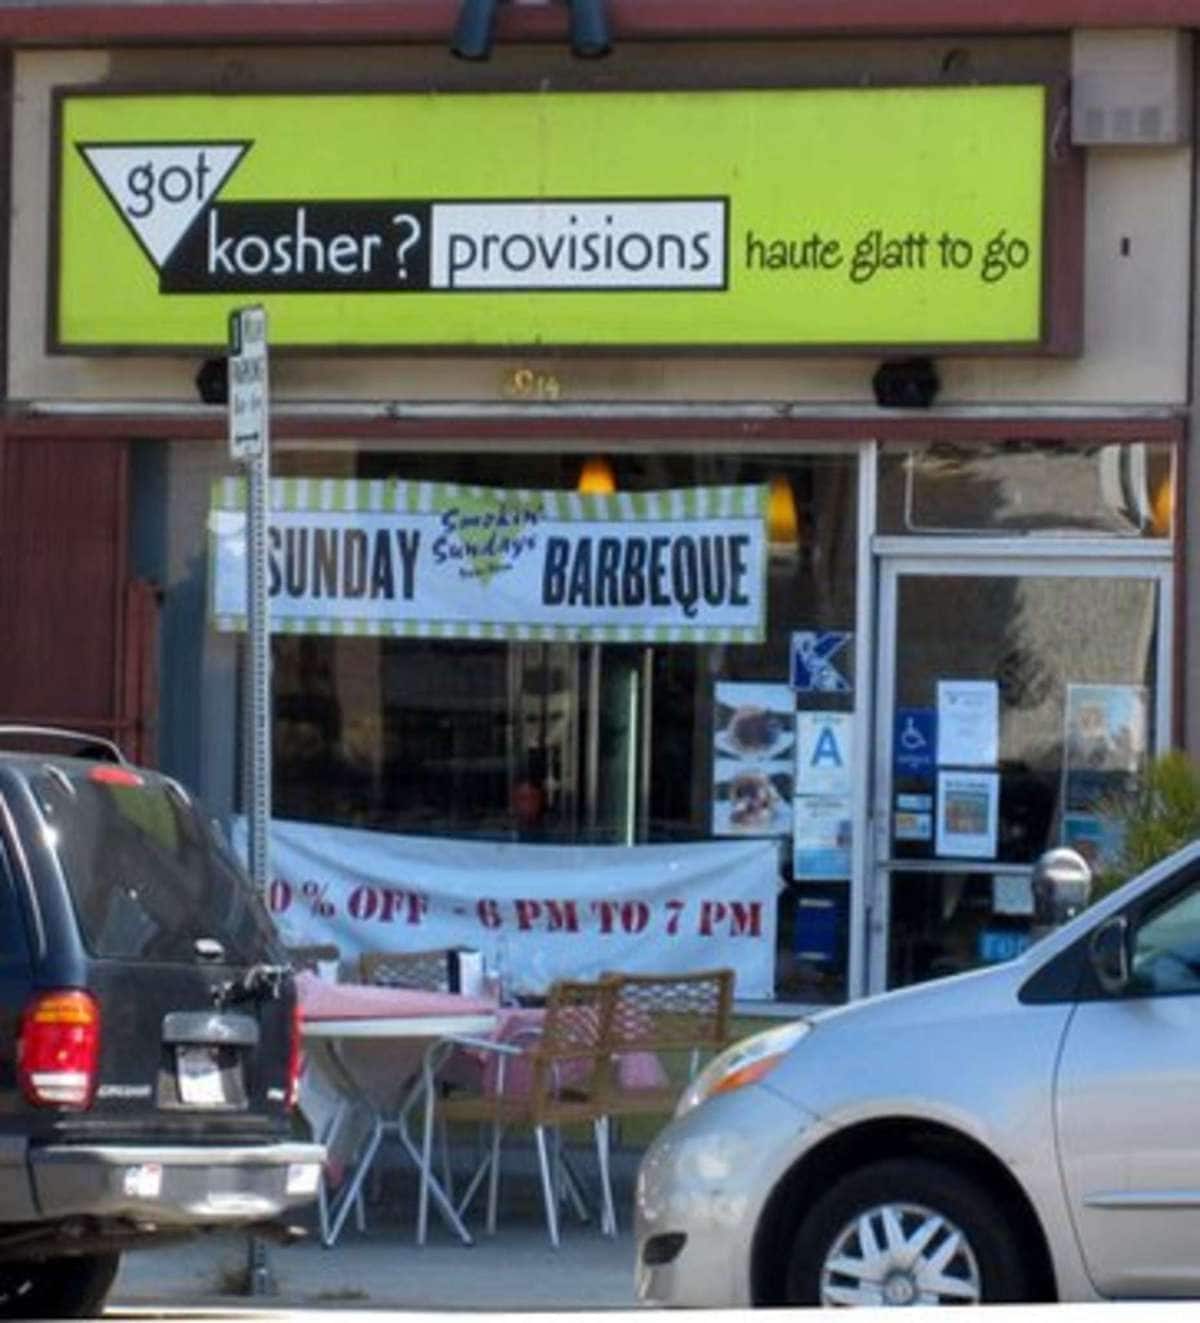 got
kosher? provisions haute glatt to go
SUNDAY Smokin' Sundays BARBEQUE
A
0% OFF - 6 PM TO 7 PM